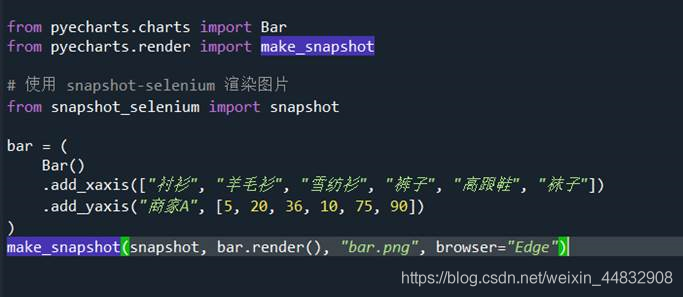 from pyecharts.charts import Bar
from pyecharts.render import make_snapshot
# 使用 snapshot-selenium 渲染图片
from snapshot_selenium import snapshot
bar = (
Bar()
.add_xaxis(["衬衫", "羊毛衫", "雪纺衫", "裤子", "高跟鞋", "袜子"])
.add_yaxis("商家A", [5, 20, 36, 10, 75, 90])
)
make_snapshot(snapshot, bar.render(), "bar.png", browser="Edge")
https://blog.csdn.net/weixin_44832908